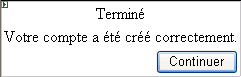 Terminé
Votre compte a été créé correctement.
Continuer